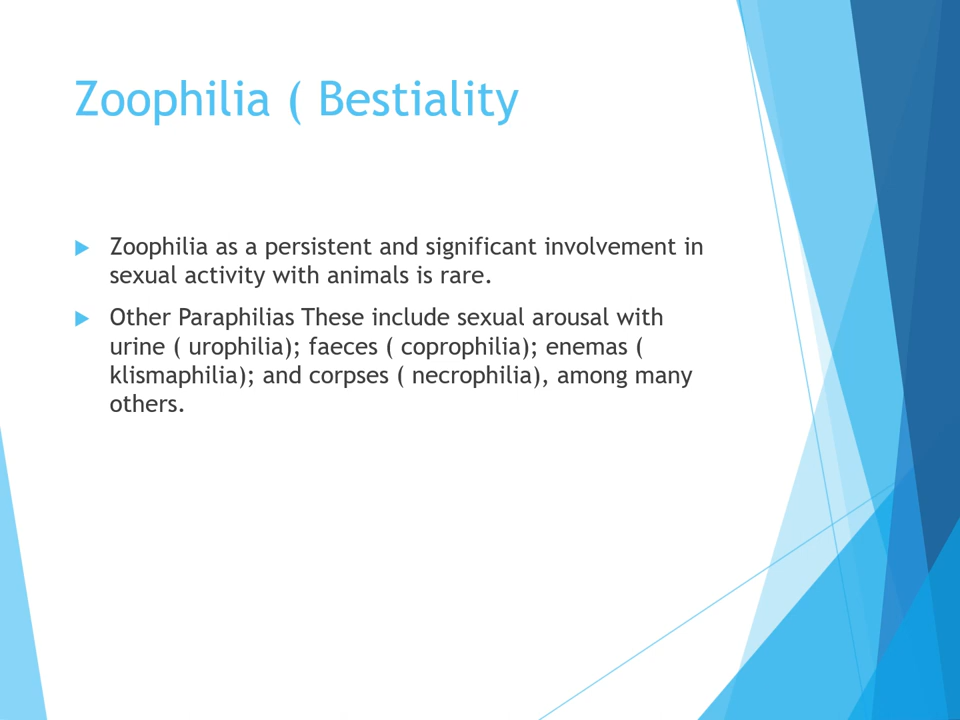 Zoophilia ( Bestiality
Zoophilia as a persistent and significant involvement in
sexual activity with animals is rare.
Other Paraphilias These include sexual arousal with
urine ( urophilia); faeces ( coprophilia); enemas (
klismaphilia); and corpses ( necrophilia), among many
others.